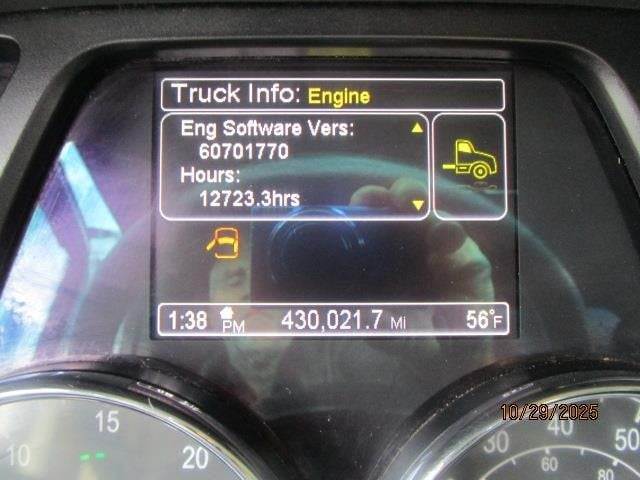 Truck Info: Engine
Eng Software Vers:
60701770
Hours:
12723.3hrs
1:38 PM 430,021.7 Mi 56°F
10/29/2025
10 15 20
30 40 50
60 80